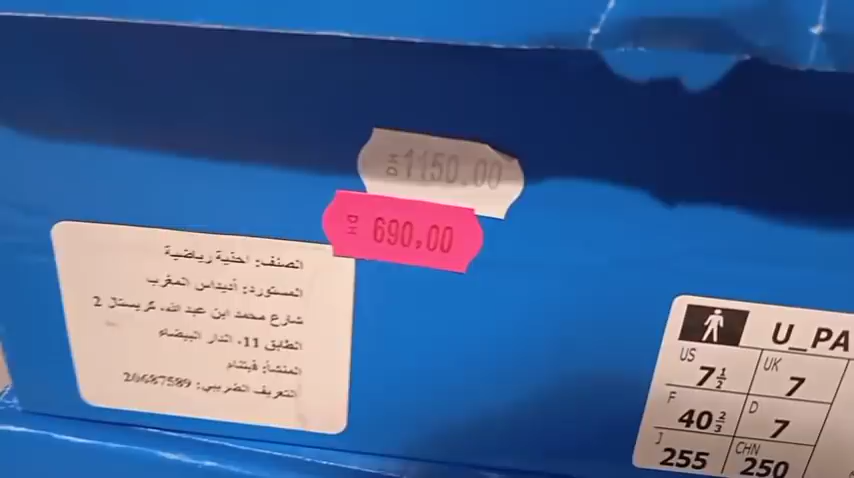 DH 1150.00
DH 690.00
الصنف: احذية رياضية
المستورد: أديداس المغرب
شارع محمد ابن عبد الله، كريستال 2
الطابق 11، الدار البيضاء
المنشأ: فيتنام
التعريف الضريبي: 20687589
U_PA
US 7½
UK 7
F 40⅔
D 7
J 255
CHN 250